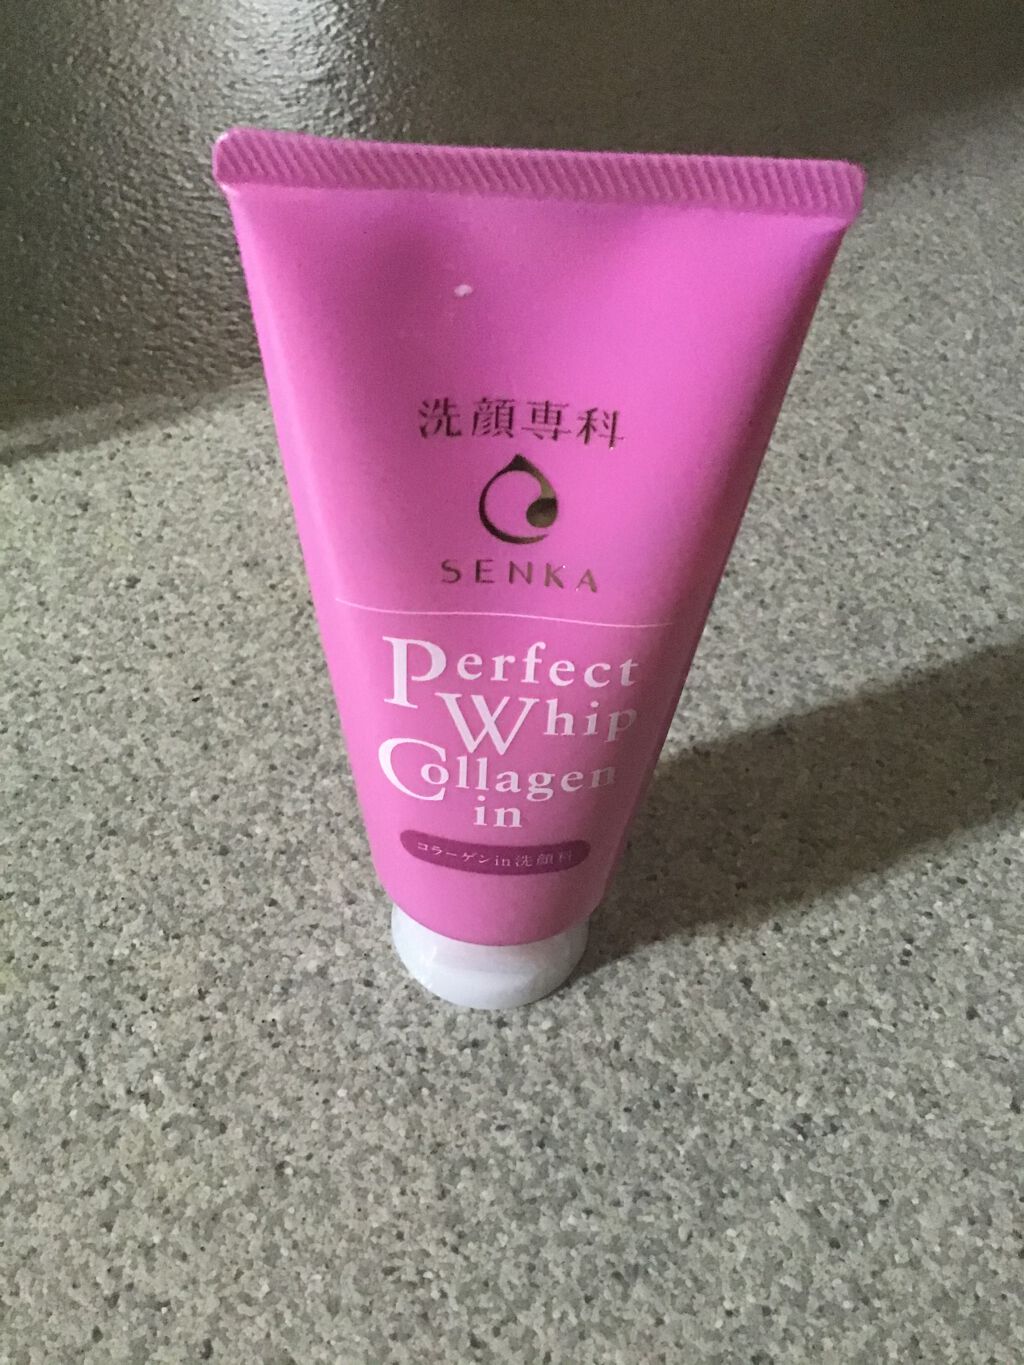 洗顔専科
SENKA
Perfect
Whip
Collagen
in
コラーゲンin洗顔料